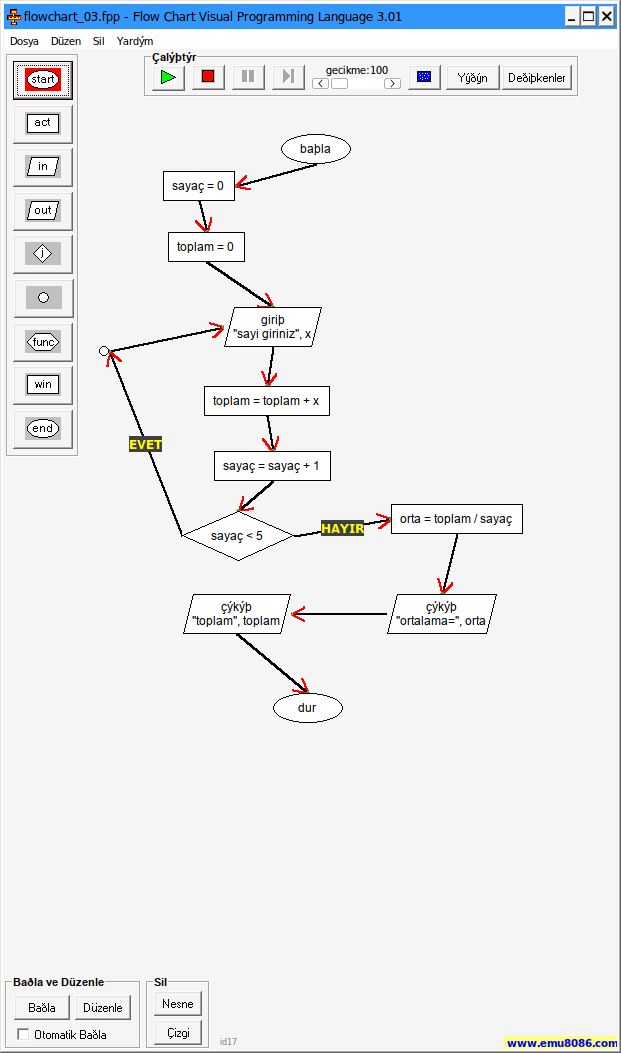 flowchart_03.fpp - Flow Chart Visual Programming Language 3.01
Dosya Düzen Sil Yardým
start
act
in
out
i
func
win
end
Çalýþtýr
gecikme:100
Yýðýn
Deðiþkenler
baþla
sayaç = 0
toplam = 0
giriþ
"sayi giriniz", x
toplam = toplam + x
EVET
sayaç = sayaç + 1
sayaç < 5
HAYIR
orta = toplam / sayaç
çýkýþ
"ortalama=", orta
çýkýþ
"toplam", toplam
dur
Baðla ve Düzenle
Baðla
Düzenle
Otomatik Baðla
Sil
Nesne
Çizgi
id17
www.emu8086.com